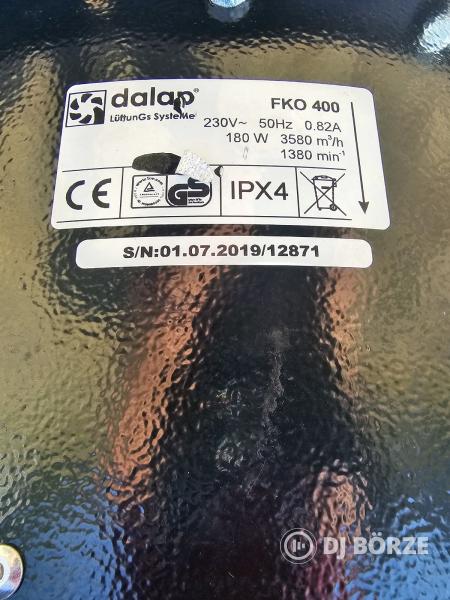 dalap®
LüftunGs SysteMe
FKO 400
230V~ 50Hz 0.82A
180 W 3580 m³/h
1380 min⁻¹
CE
GS
IPX4
S/N:01.07.2019/12871
DJ BÖRZE